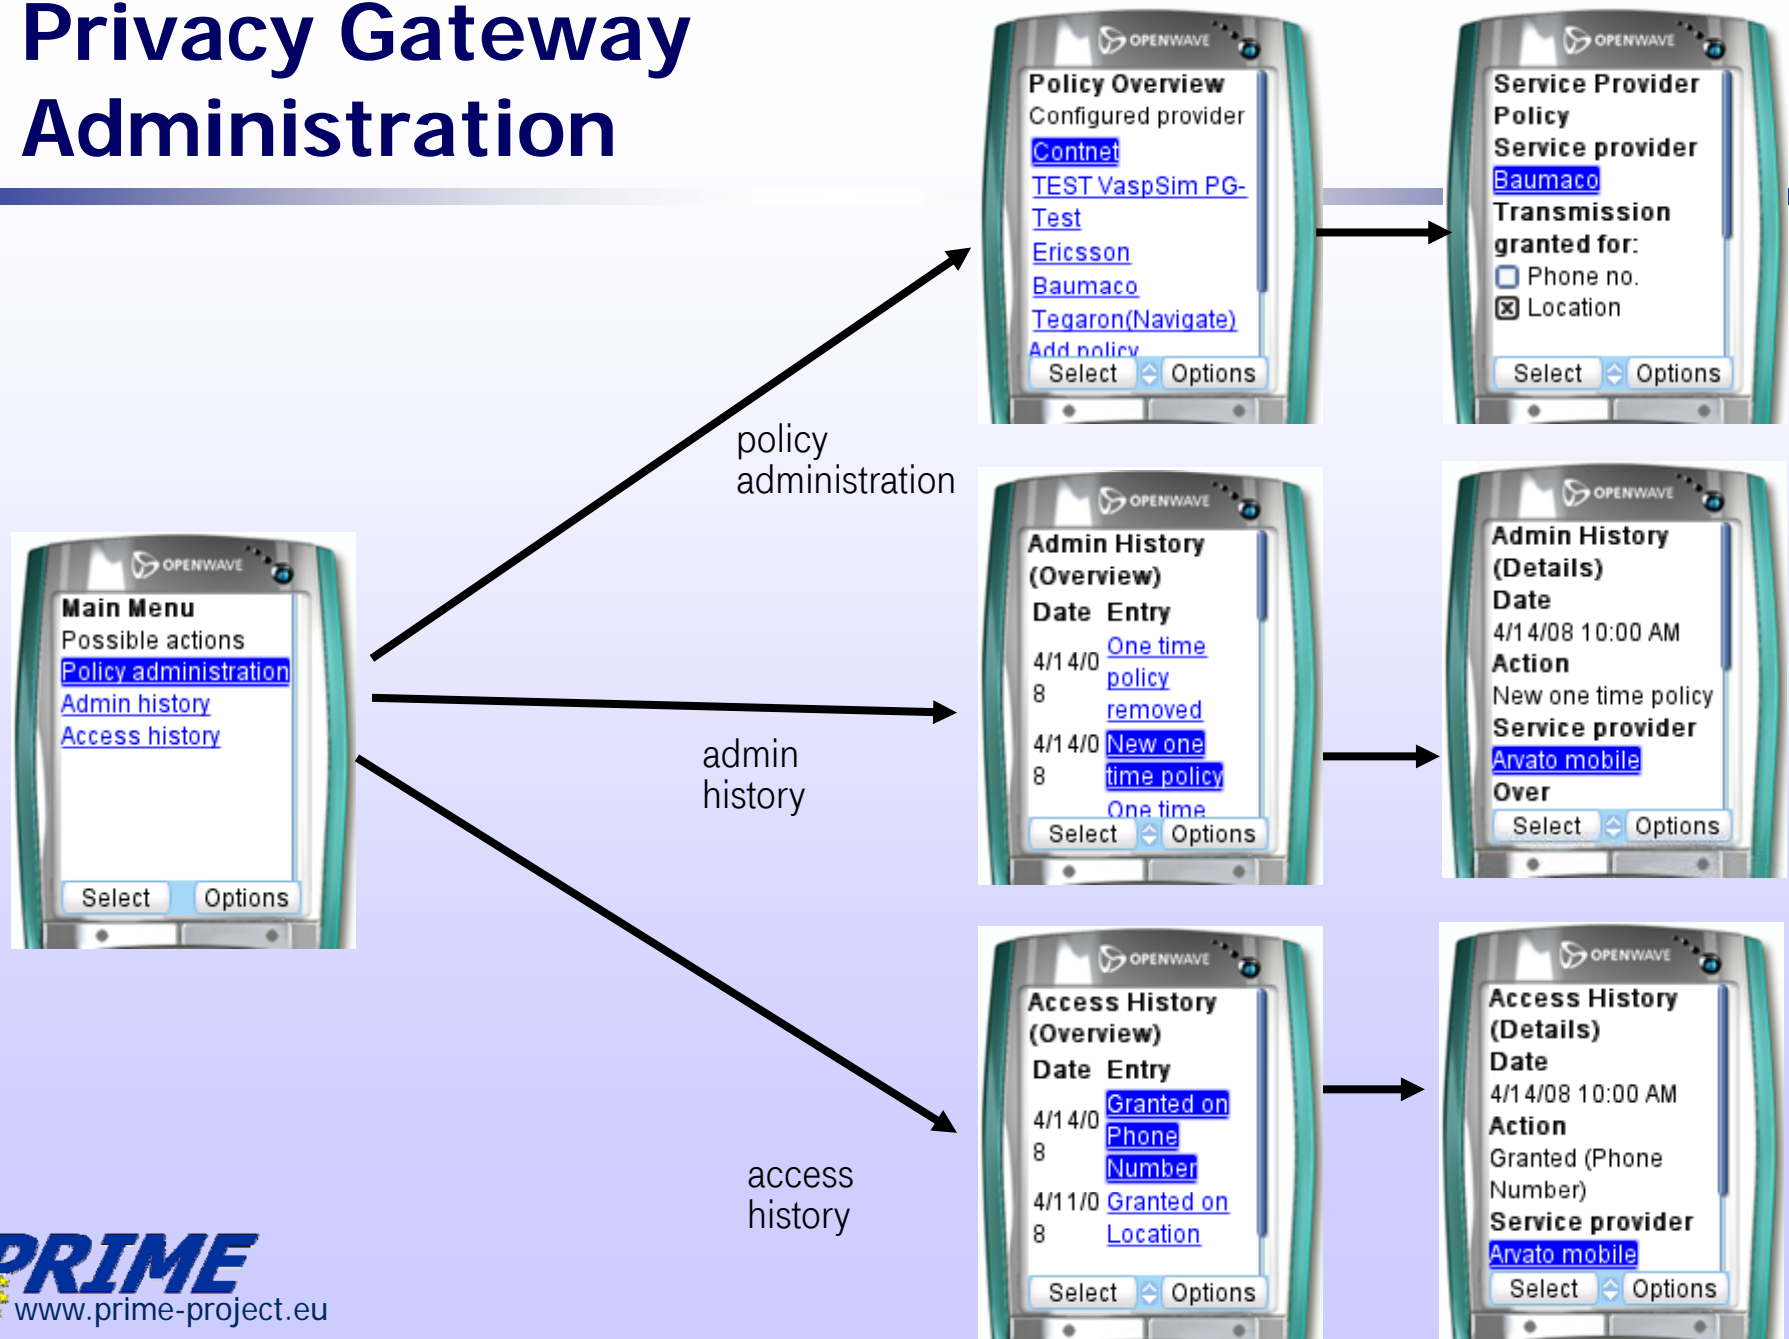 Privacy Gateway
Administration
OPENWAVE
Main Menu
Possible actions
Policy administration
Admin history
Access history
Select Options
policy
administration
admin
history
access
history
OPENWAVE
Policy Overview
Configured provider
Contnet
TEST VaspSim PG-
Test
Ericsson
Baumaco
Tegaron(Navigate)
Add policy
Select Options
OPENWAVE
Service Provider
Policy
Service provider
Baumaco
Transmission
granted for:
Phone no.
Location
Select Options
OPENWAVE
Admin History
(Overview)
Date Entry
4/14/0 One time
8 policy
removed
4/14/0 New one
8 time policy
One time
Select Options
OPENWAVE
Admin History
(Details)
Date
4/14/08 10:00 AM
Action
New one time policy
Service provider
Arvato mobile
Over
Select Options
OPENWAVE
Access History
(Overview)
Date Entry
4/14/0 Granted on
8 Phone
Number
4/11/0 Granted on
8 Location
Select Options
OPENWAVE
Access History
(Details)
Date
4/14/08 10:00 AM
Action
Granted (Phone
Number)
Service provider
Arvato mobile
Select Options
PRIME
www.prime-project.eu